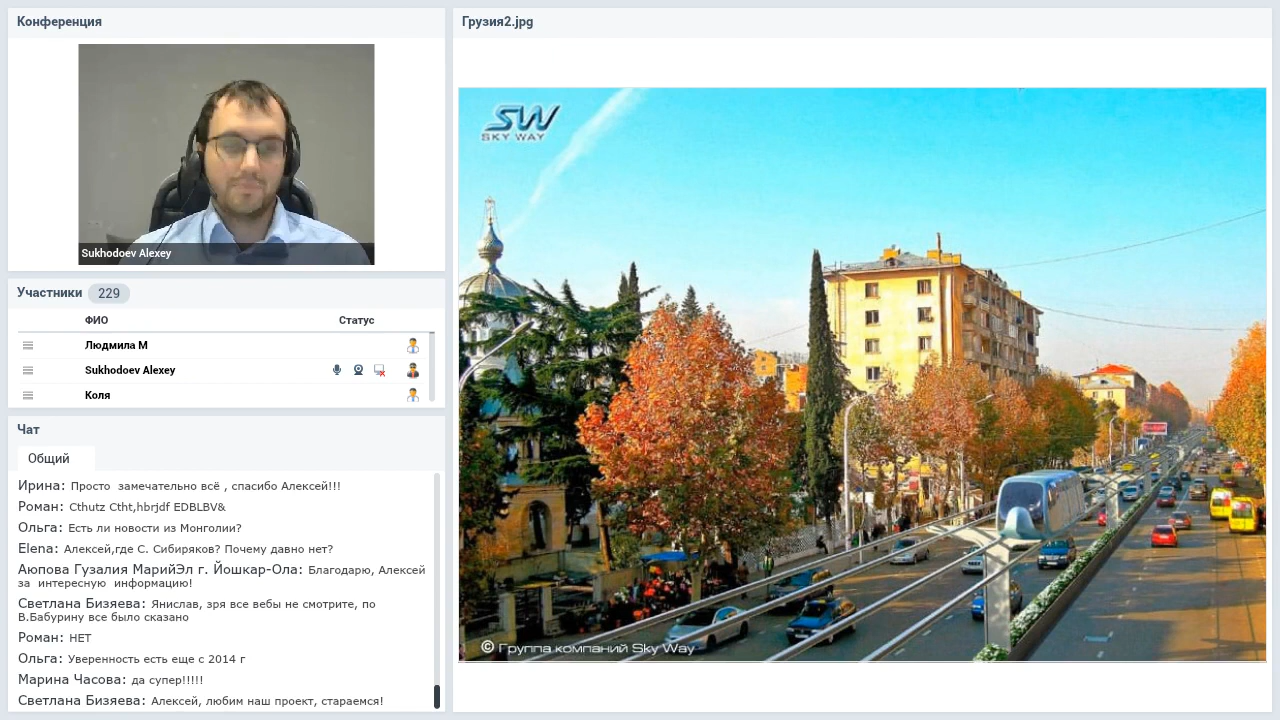 Конференция
Sukhodoev Alexey
Участники 229
ФИО Статус
Людмила М
Sukhodoev Alexey
Коля
Чат
Общий
Ирина: Просто замечательно всё , спасибо Алексей!!!
Роман: Cthutz Ctht,hbrjdf EDBLBV&
Ольга: Есть ли новости из Монголии?
Elena: Алексей,где С. Сибиряков? Почему давно нет?
Аюпова Гузалия МарийЭл г. Йошкар-Ола: Благодарю, Алексей
за интересную информацию!
Светлана Бизяева: Янислав, зря все вебы не смотрите, по
В.Бабурину все было сказано
Роман: НЕТ
Ольга: Уверенность есть еще с 2014 г
Марина Часова: да супер!!!!!
Светлана Бизяева: Алексей, любим наш проект, стараемся!
Грузия2.jpg
SW
SKY WAY
© Группа компаний Sky Way